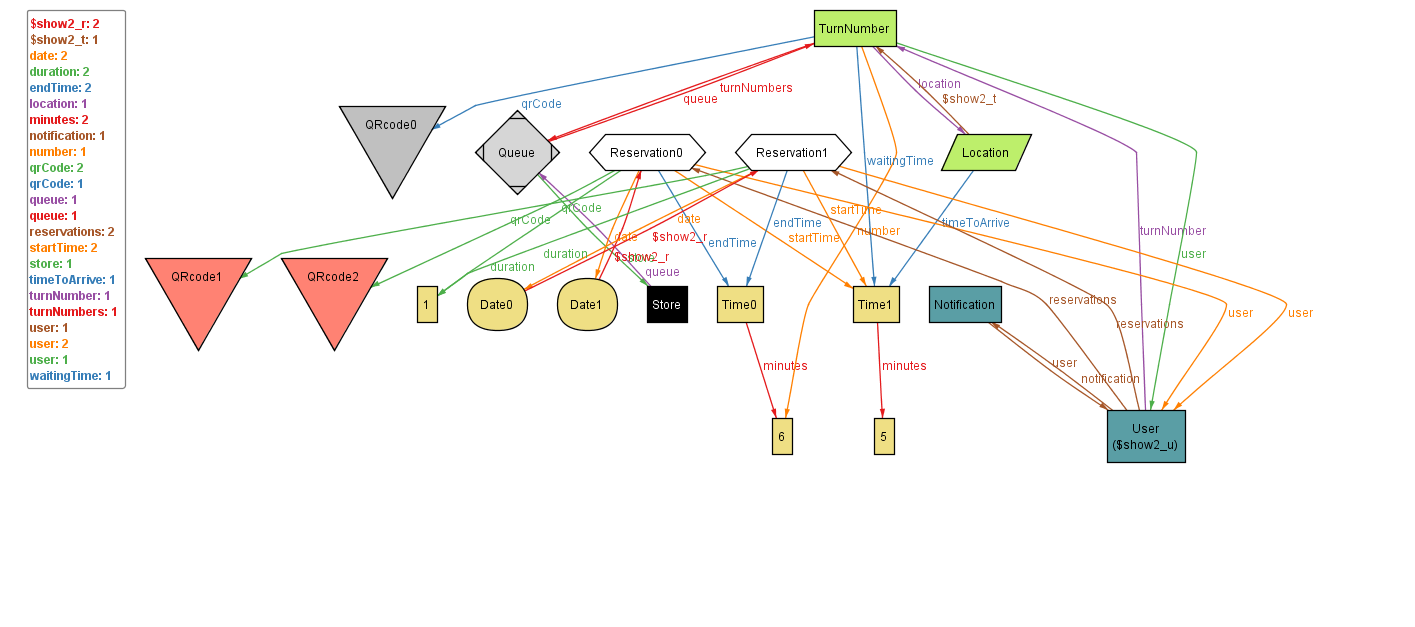 $show2_r: 2
$show2_t: 1
date: 2
duration: 2
endTime: 2
location: 1
minutes: 2
notification: 1
number: 1
qrCode: 2
qrCode: 1
queue: 1
queue: 1
reservations: 2
startTime: 2
store: 1
timeToArrive: 1
turnNumber: 1
turnNumbers: 1
user: 1
user: 2
user: 1
waitingTime: 1
TurnNumber
location
turnNumbers
queue
$show2_t
qrCode
QRcode0
Queue
Reservation0
Reservation1
Location
waitingTime
qrCode
qrCode
date
startTime
endTime
timeToArrive
number
turnNumber
date
$show2_r
endTime
startTime
duration
$show2_r
user
duration
queue
QRcode1
QRcode2
1
Date0
Date1
Store
Time0
Time1
Notification
reservations
reservations
user
user
minutes
minutes
user
notification
6
5
User
($show2_u)